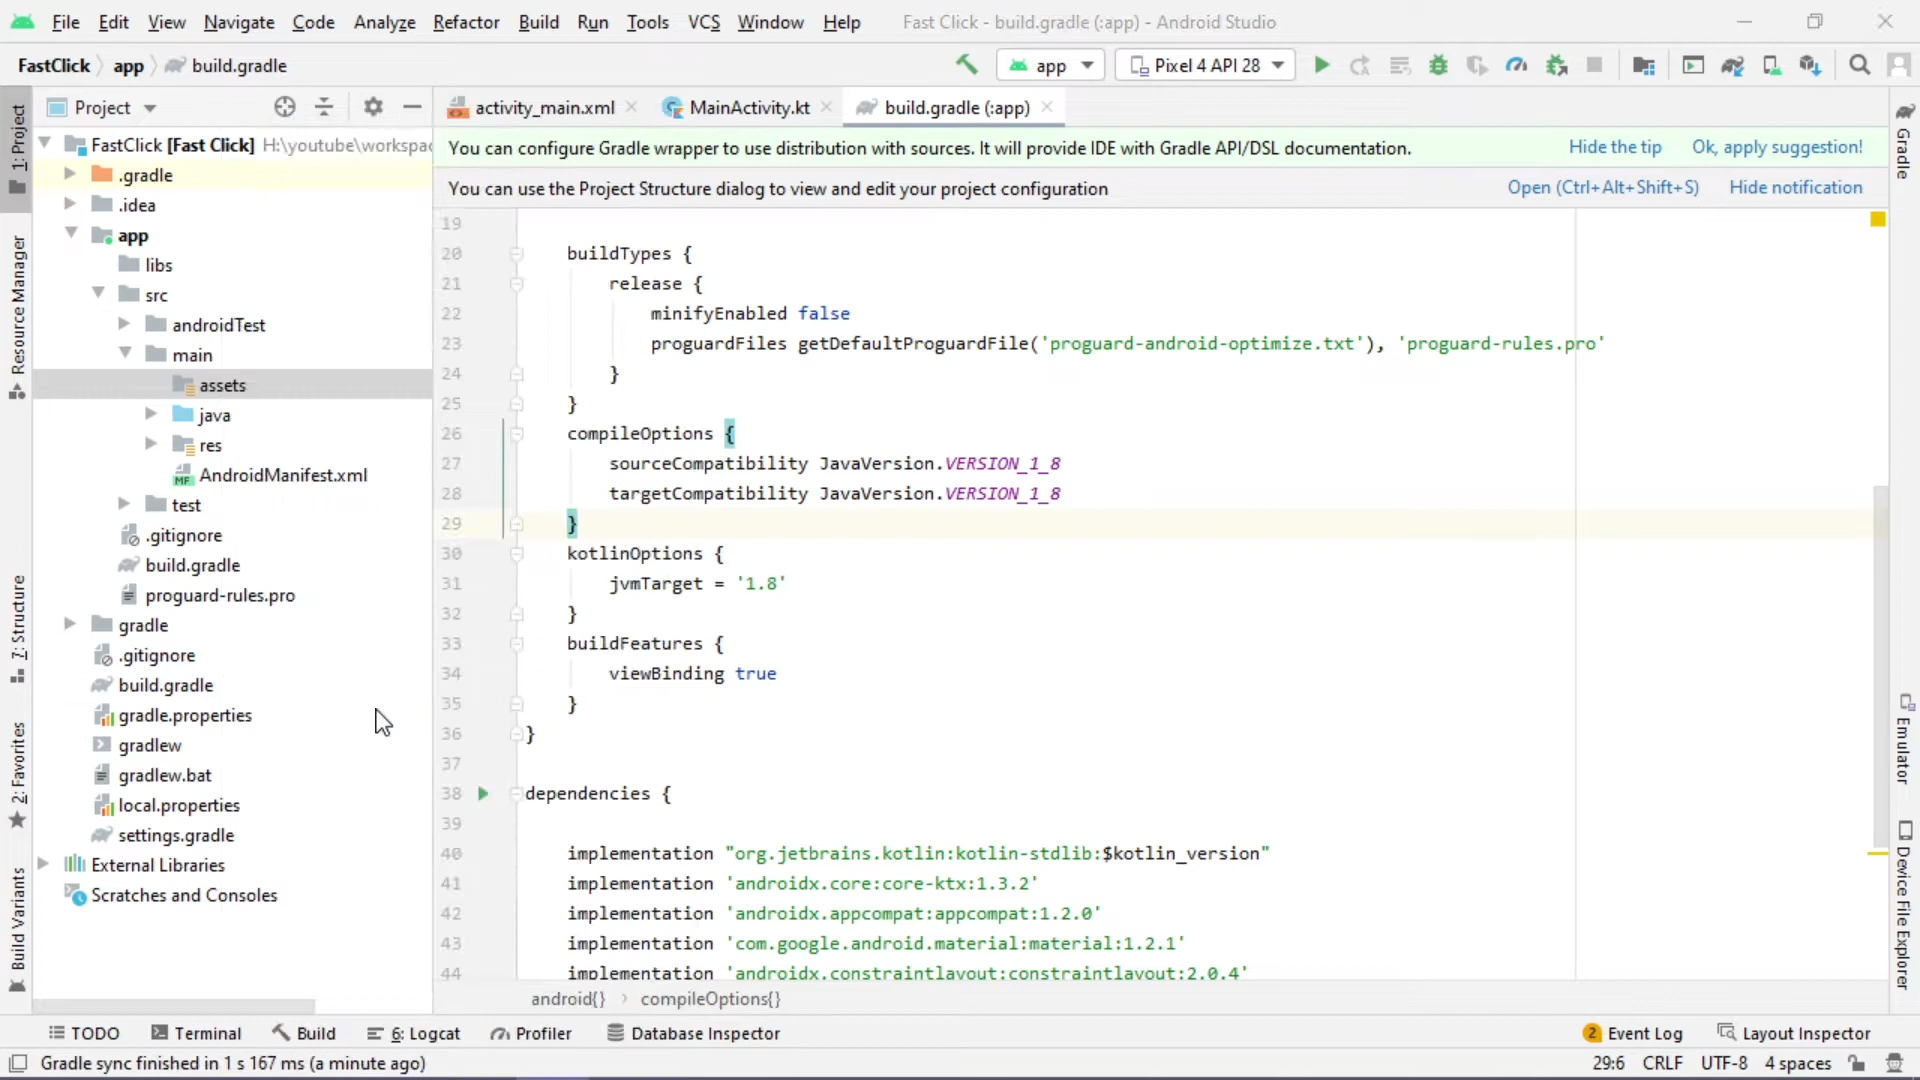 File Edit View Navigate Code Analyze Refactor Build Run Tools VCS Window Help Fast Click - build.gradle (:app) - Android Studio
FastClick app build.gradle app Pixel 4 API 28
Project activity_main.xml MainActivity.kt build.gradle (:app)
1: Project
Resource Manager
7: Structure
2: Favorites
Build Variants
FastClick [Fast Click] H:\youtube\workspac
.gradle
.idea
app
libs
src
androidTest
main
assets
java
res
AndroidManifest.xml
test
.gitignore
build.gradle
proguard-rules.pro
gradle
.gitignore
build.gradle
gradle.properties
gradlew
gradlew.bat
local.properties
settings.gradle
External Libraries
Scratches and Consoles
You can configure Gradle wrapper to use distribution with sources. It will provide IDE with Gradle API/DSL documentation. Hide the tip Ok, apply suggestion!
You can use the Project Structure dialog to view and edit your project configuration Open (Ctrl+Alt+Shift+S) Hide notification
19
20 buildTypes {
21 release {
22 minifyEnabled false
23 proguardFiles getDefaultProguardFile('proguard-android-optimize.txt'), 'proguard-rules.pro'
24 }
25 }
26 compileOptions {
27 sourceCompatibility JavaVersion.VERSION_1_8
28 targetCompatibility JavaVersion.VERSION_1_8
29 }
30 kotlinOptions {
31 jvmTarget = '1.8'
32 }
33 buildFeatures {
34 viewBinding true
35 }
36 }
37
38 dependencies {
39
40 implementation "org.jetbrains.kotlin:kotlin-stdlib:$kotlin_version"
41 implementation 'androidx.core:core-ktx:1.3.2'
42 implementation 'androidx.appcompat:appcompat:1.2.0'
43 implementation 'com.google.android.material:material:1.2.1'
44 implementation 'androidx.constraintlayout:constraintlayout:2.0.4'
android{} compileOptions{}
Gradle
Emulator
Device File Explorer
TODO Terminal Build 6: Logcat Profiler Database Inspector 2 Event Log Layout Inspector
Gradle sync finished in 1 s 167 ms (a minute ago) 29:6 CRLF UTF-8 4 spaces